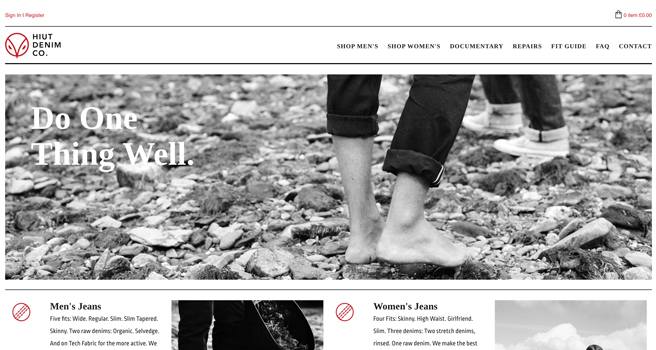 Sign In | Register
0 item £0.00
HIUT
DENIM
CO.
SHOP MEN'S SHOP WOMEN'S DOCUMENTARY REPAIRS FIT GUIDE FAQ CONTACT
Do One
Thing Well.
Men's Jeans
Five fits: Wide. Regular. Slim. Slim Tapered.
Skinny. Two raw denims: Organic. Selvedge.
And on Tech Fabric for the more active. We
Women's Jeans
Four Fits: Skinny. High Waist. Girlfriend.
Slim. Three denims: Two stretch denims,
rinsed. One raw denim. We make the best